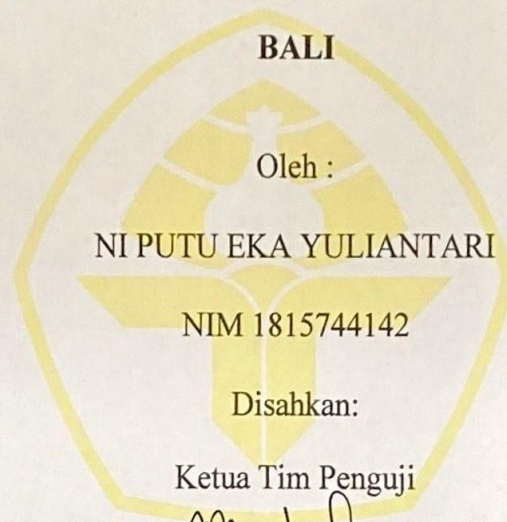 BALI
Oleh :
NI PUTU EKA YULIANTARI
NIM 1815744142
Disahkan:
Ketua Tim Penguji